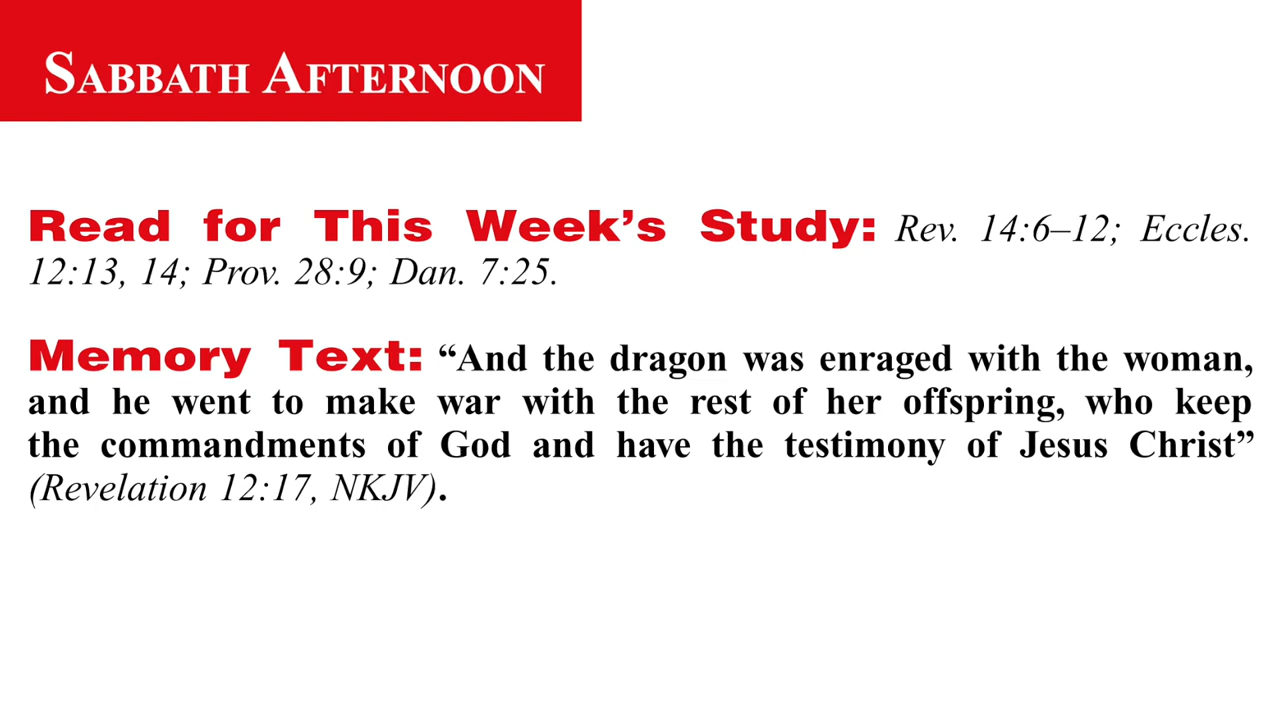 SABBATH AFTERNOON
Read for This Week’s Study: Rev. 14:6–12; Eccles.
12:13, 14; Prov. 28:9; Dan. 7:25.
Memory Text: “And the dragon was enraged with the woman,
and he went to make war with the rest of her offspring, who keep
the commandments of God and have the testimony of Jesus Christ”
(Revelation 12:17, NKJV).